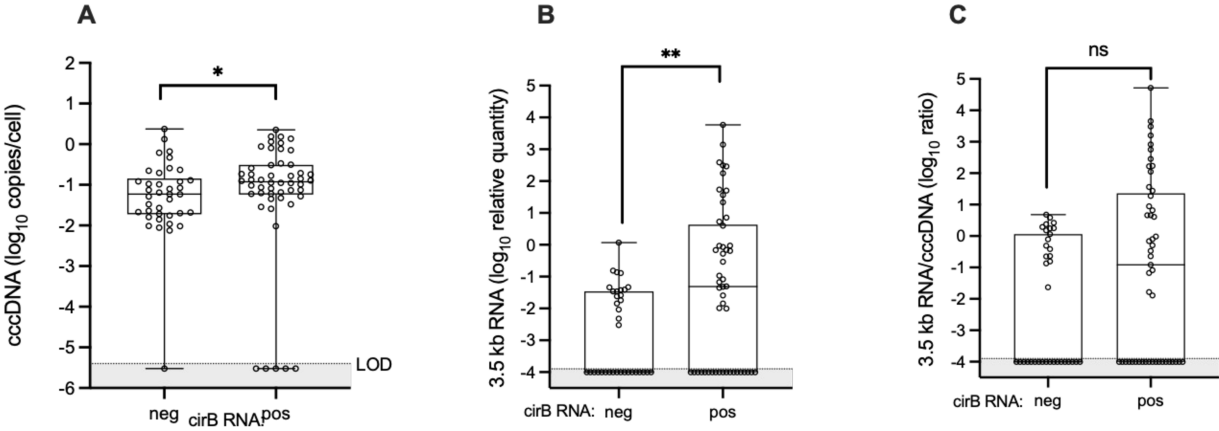 A
cccDNA (log10 copies/cell)
2
1
0
-1
-2
-3
-4
-5
-6
*
LOD
neg
cirB RNA:
pos
B
3.5 kb RNA (log10 relative quantity)
5
4
3
2
1
0
-1
-2
-3
-4
**
cirB RNA: neg pos
C
3.5 kb RNA/cccDNA (log10 ratio)
5
4
3
2
1
0
-1
-2
-3
-4
ns
cirB RNA: neg pos